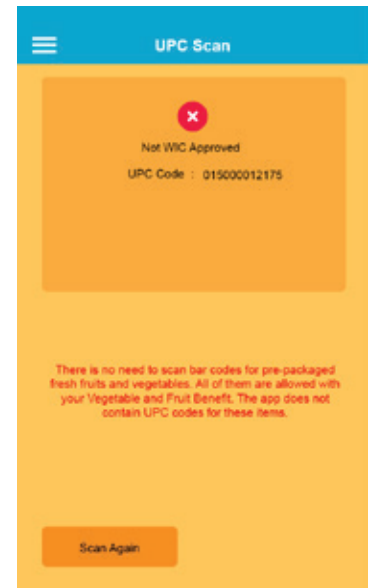 UPC Scan
Not WIC Approved
UPC Code : 015000012175
There is no need to scan bar codes for pre-packaged
fresh fruits and vegetables. All of them are allowed with
your Vegetable and Fruit Benefit. The app does not
contain UPC codes for these items.
Scan Again